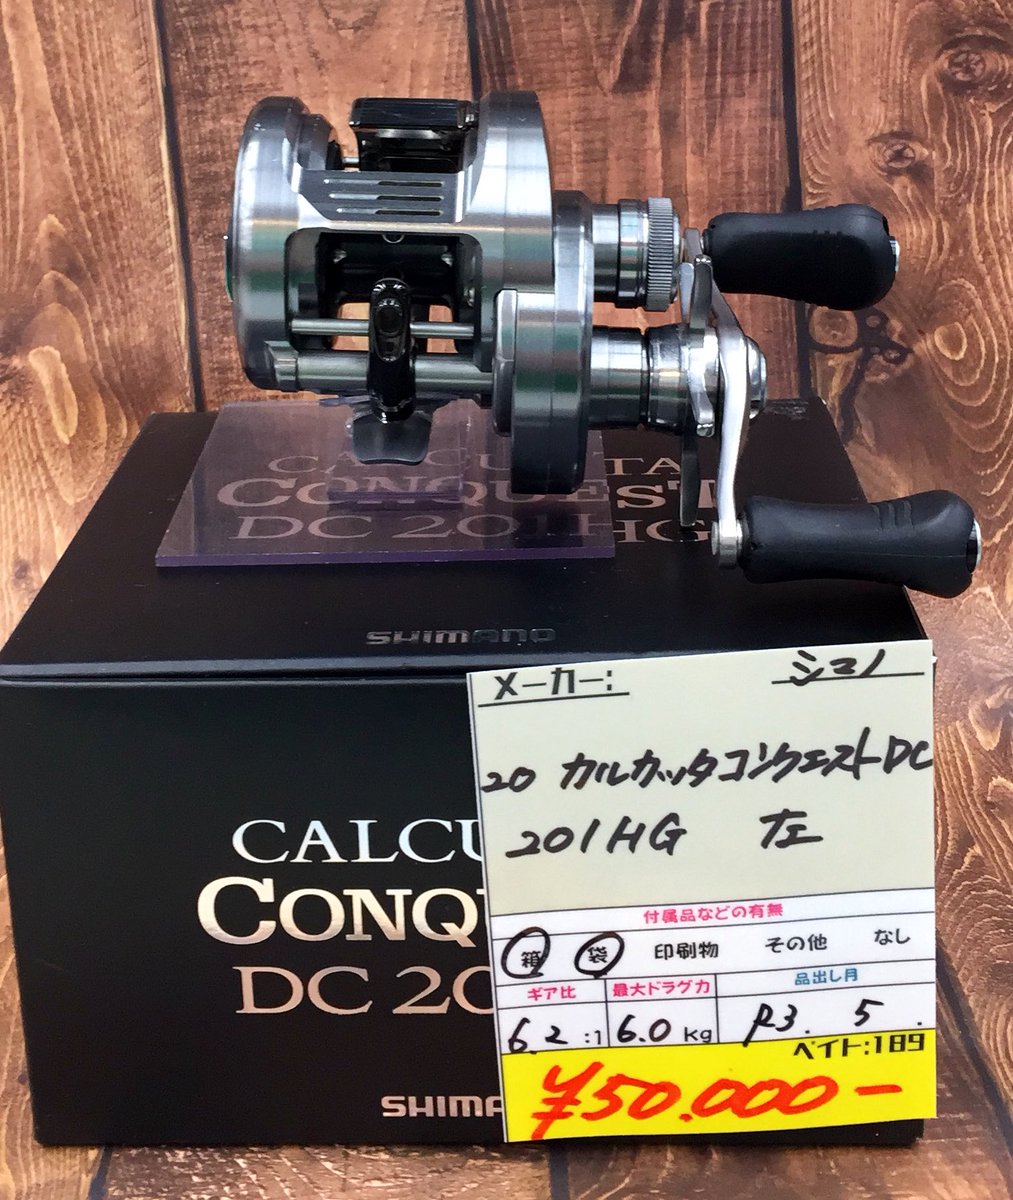 CALCUTTA
CONQUEST
DC 201HG
SHIMANO
メーカー: シマノ
20 カルカッタコンクエストDC
201HG 左
付属品などの有無
箱 袋 印刷物 その他 なし
ギア比 最大ドラグ力 品出し月
6.2 :1 6.0 Kg R3. 5.
ベイト:189
¥50.000-
CALCU
CONQU
DC 20
SHIMA